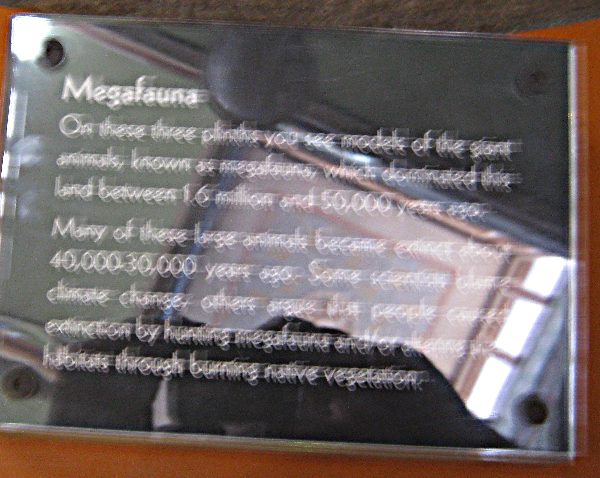 Megafauna
On these three plinths you see models of the giant
animals, known as megafauna, which dominated this
land between 1.6 million and 50,000 years ago.
Many of these large animals became extinct about
40,000-30,000 years ago. Some scientists blame
climate change, others argue that people caused
extinction by hunting megafauna and/or altering
habitats through burning native vegetation.